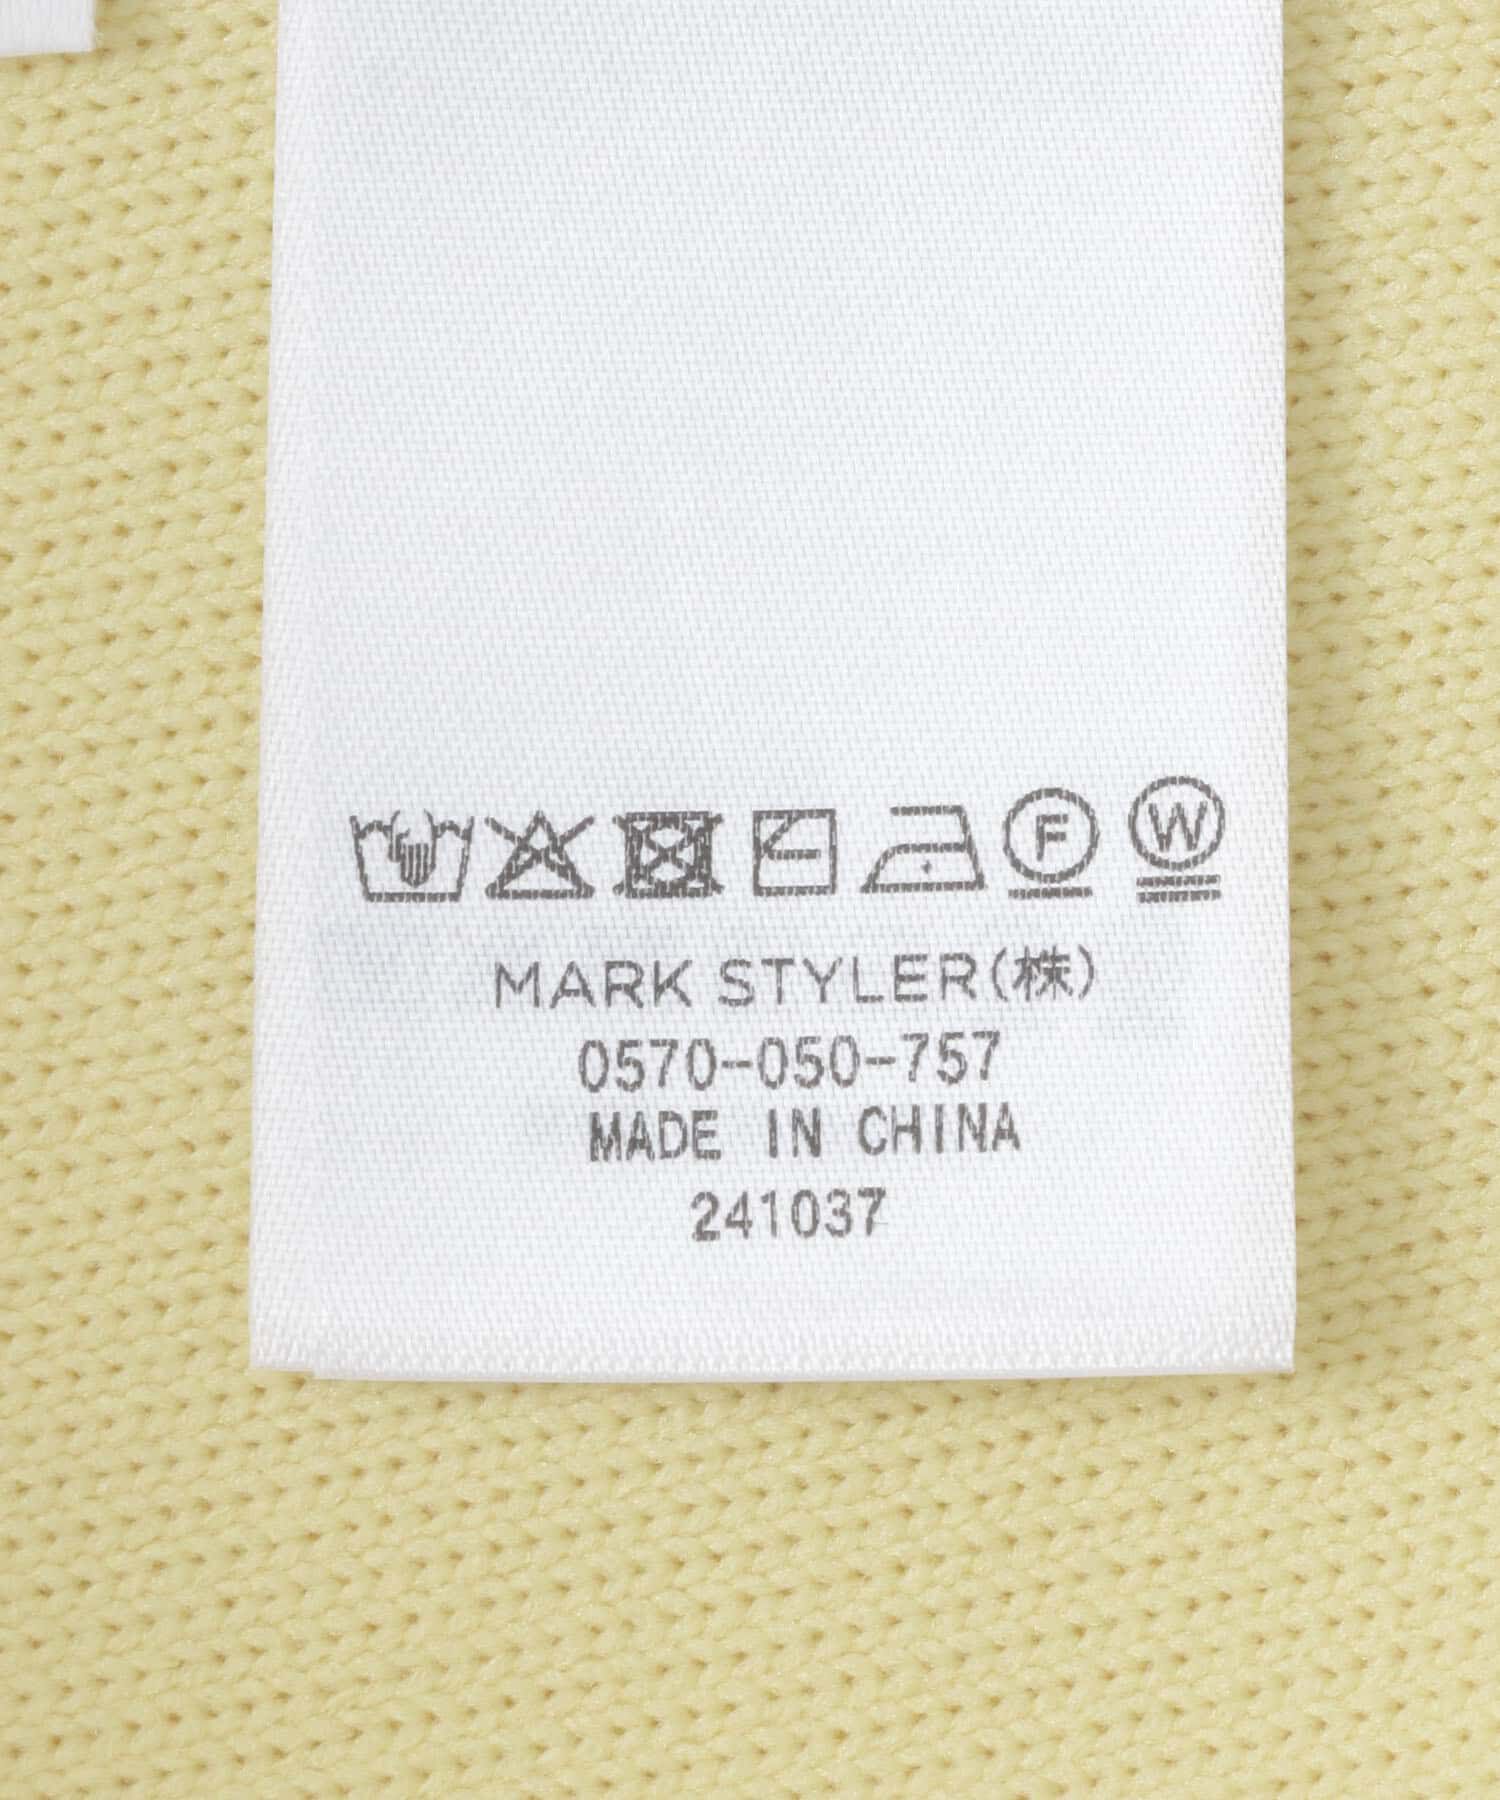 F W
MARK STYLER(株)
0570-050-757
MADE IN CHINA
241037